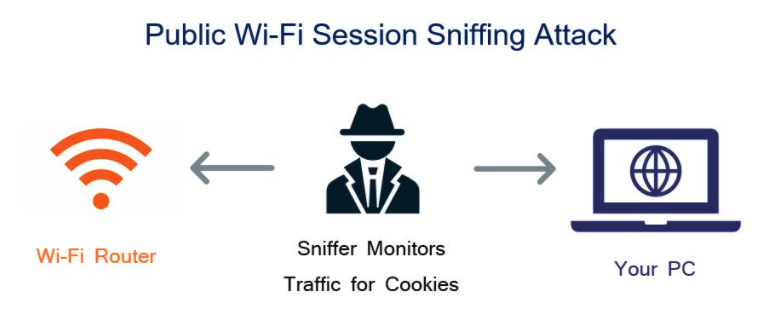 Public Wi-Fi Session Sniffing Attack
Wi-Fi Router
Sniffer Monitors
Traffic for Cookies
Your PC